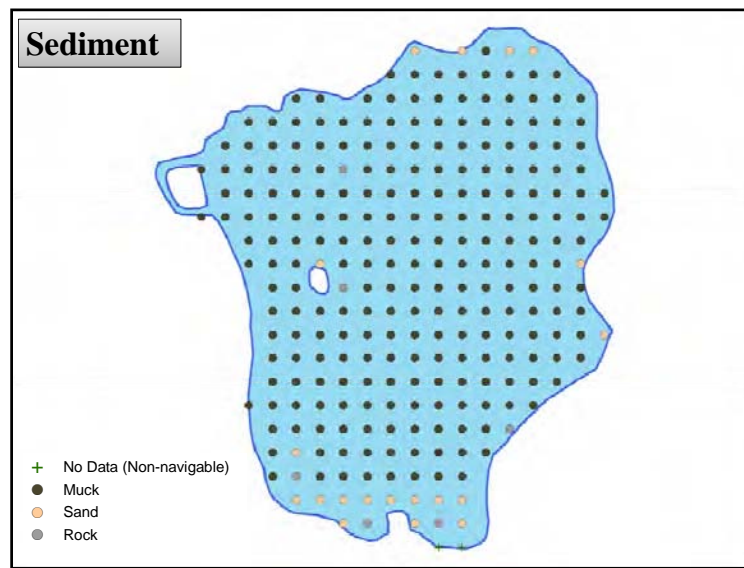 Sediment
No Data (Non-navigable)
Muck
Sand
Rock